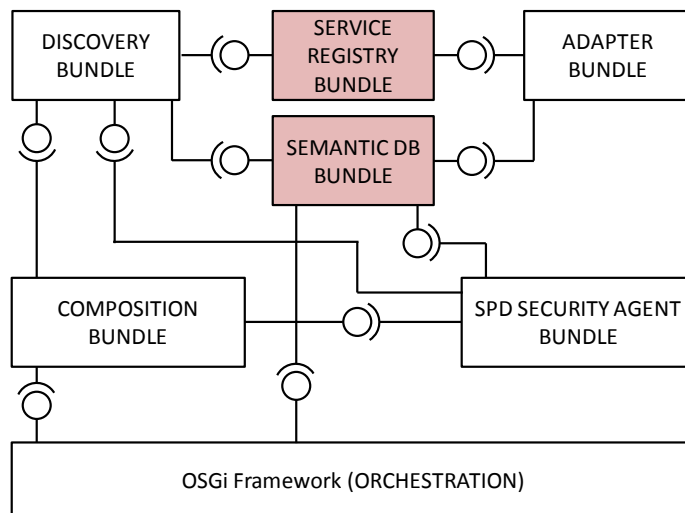 DISCOVERY
BUNDLE
SERVICE
REGISTRY
BUNDLE
ADAPTER
BUNDLE
SEMANTIC DB
BUNDLE
COMPOSITION
BUNDLE
SPD SECURITY AGENT
BUNDLE
OSGi Framework (ORCHESTRATION)